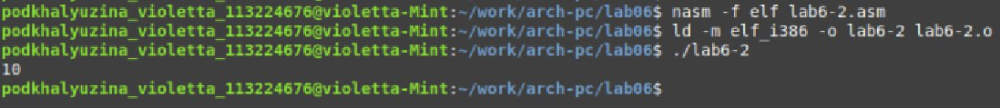 podkhalyuzina_violetta_113224676@violetta-Mint:~/work/arch-pc/lab06$ nasm -f elf lab6-2.asm
podkhalyuzina_violetta_113224676@violetta-Mint:~/work/arch-pc/lab06$ ld -m elf_i386 -o lab6-2 lab6-2.o
podkhalyuzina_violetta_113224676@violetta-Mint:~/work/arch-pc/lab06$ ./lab6-2
10
podkhalyuzina_violetta_113224676@violetta-Mint:~/work/arch-pc/lab06$